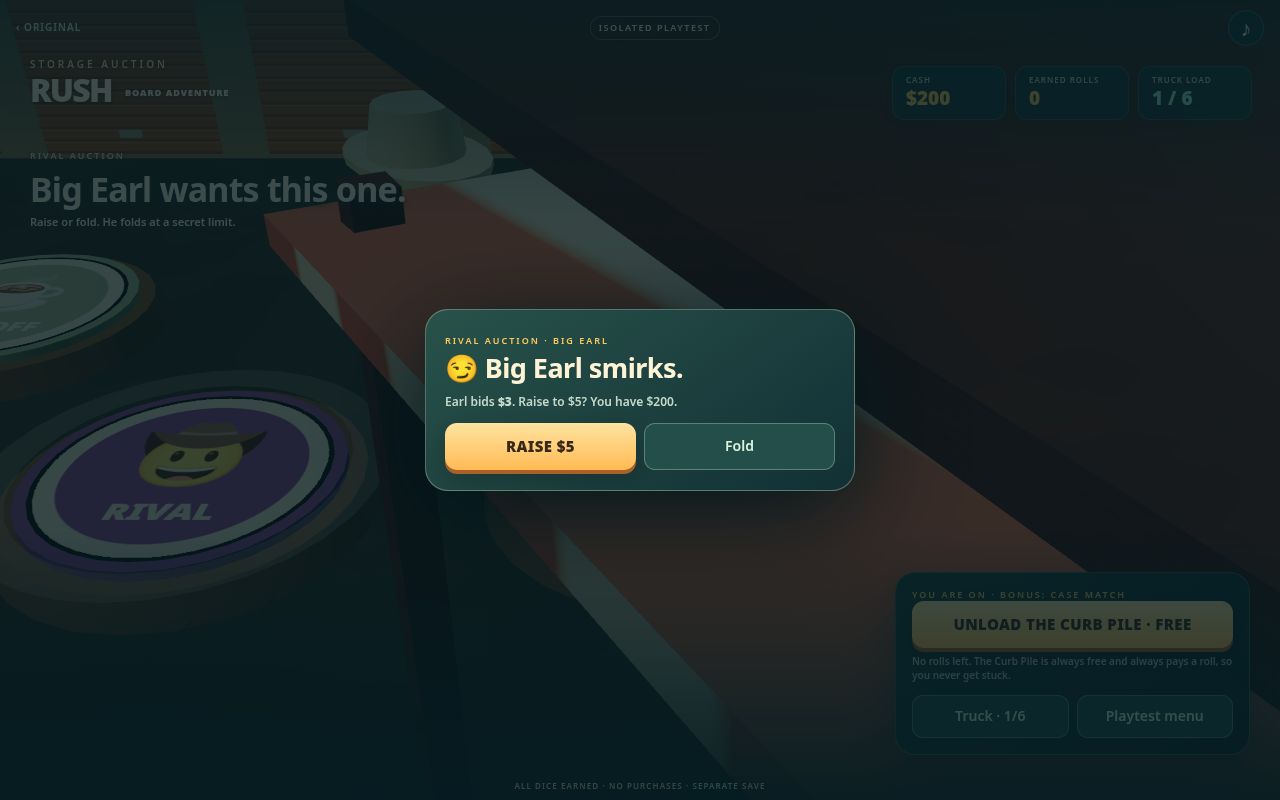 ‹ ORIGINAL
ISOLATED PLAYTEST
♪
STORAGE AUCTION
RUSH BOARD ADVENTURE
CASH
$200
EARNED ROLLS
0
TRUCK LOAD
1 / 6
RIVAL AUCTION
Big Earl wants this one.
Raise or fold. He folds at a secret limit.
OFF
RIVAL
RIVAL AUCTION · BIG EARL
😏 Big Earl smirks.
Earl bids $3. Raise to $5? You have $200.
RAISE $5
Fold
YOU ARE ON · BONUS: CASE MATCH
UNLOAD THE CURB PILE · FREE
No rolls left. The Curb Pile is always free and always pays a roll, so
you never get stuck.
Truck · 1/6
Playtest menu
ALL DICE EARNED · NO PURCHASES · SEPARATE SAVE